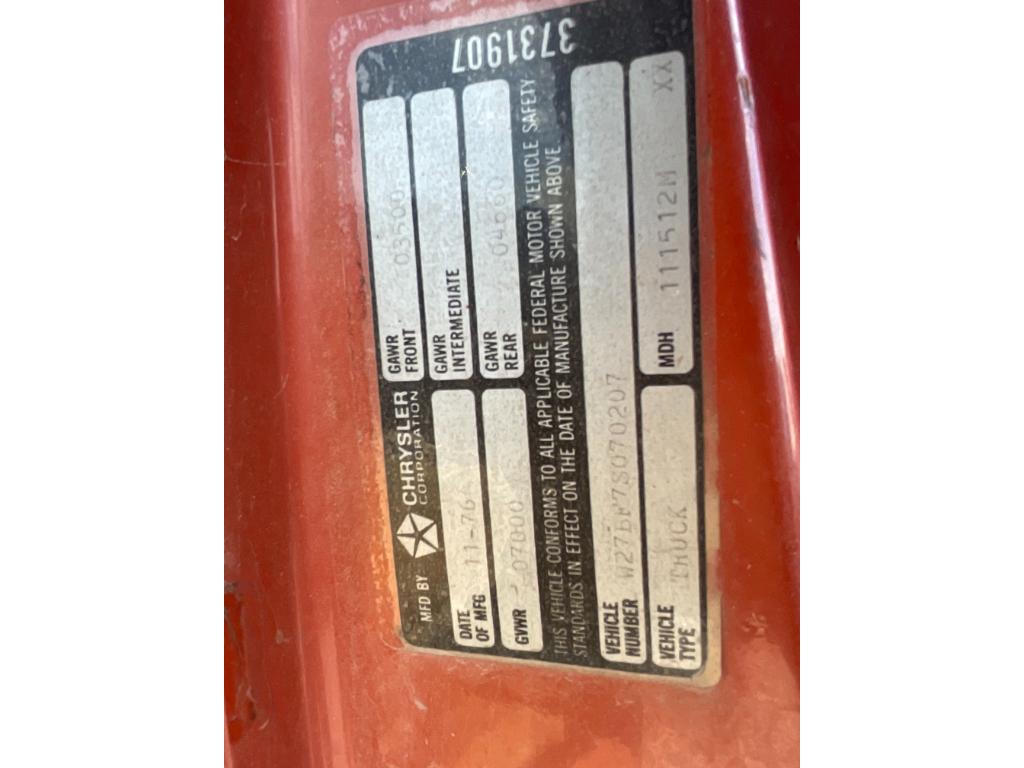 MFD BY CHRYSLER
CORPORATION
GAWR
FRONT 03500
DATE
OF MFG 11-76
GAWR
INTERMEDIATE
GVWR 07000
GAWR
REAR
THIS VEHICLE CONFORMS TO ALL APPLICABLE FEDERAL MOTOR VEHICLE SAFETY
STANDARDS IN EFFECT ON THE DATE OF MANUFACTURE SHOWN ABOVE.
VEHICLE
NUMBER
VEHICLE
TYPE TRUCK
MDH 111512M XX
3731907